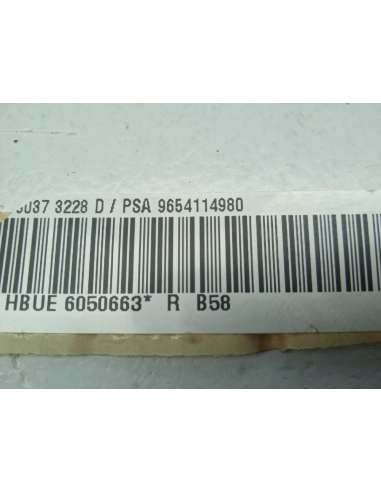 3037 3228 D / PSA 9654114980
HBUE 6050663* R B58